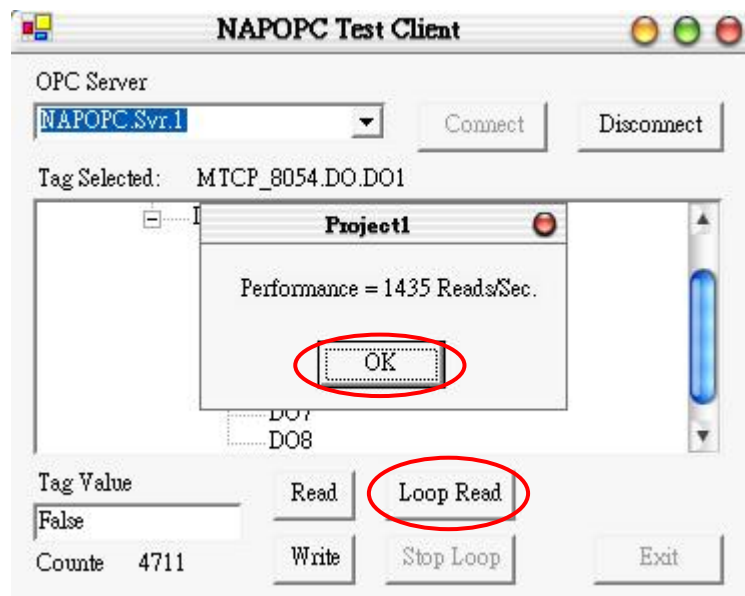 NAPOPC Test Client
OPC Server
NAPOPC.Svr.1
Connect
Disconnect
Tag Selected: MTCP_8054.DO.DO1
Project1
Performance = 1435 Reads/Sec.
OK
DO7
DO8
Tag Value
Read
Loop Read
False
Counte 4711
Write
Stop Loop
Exit